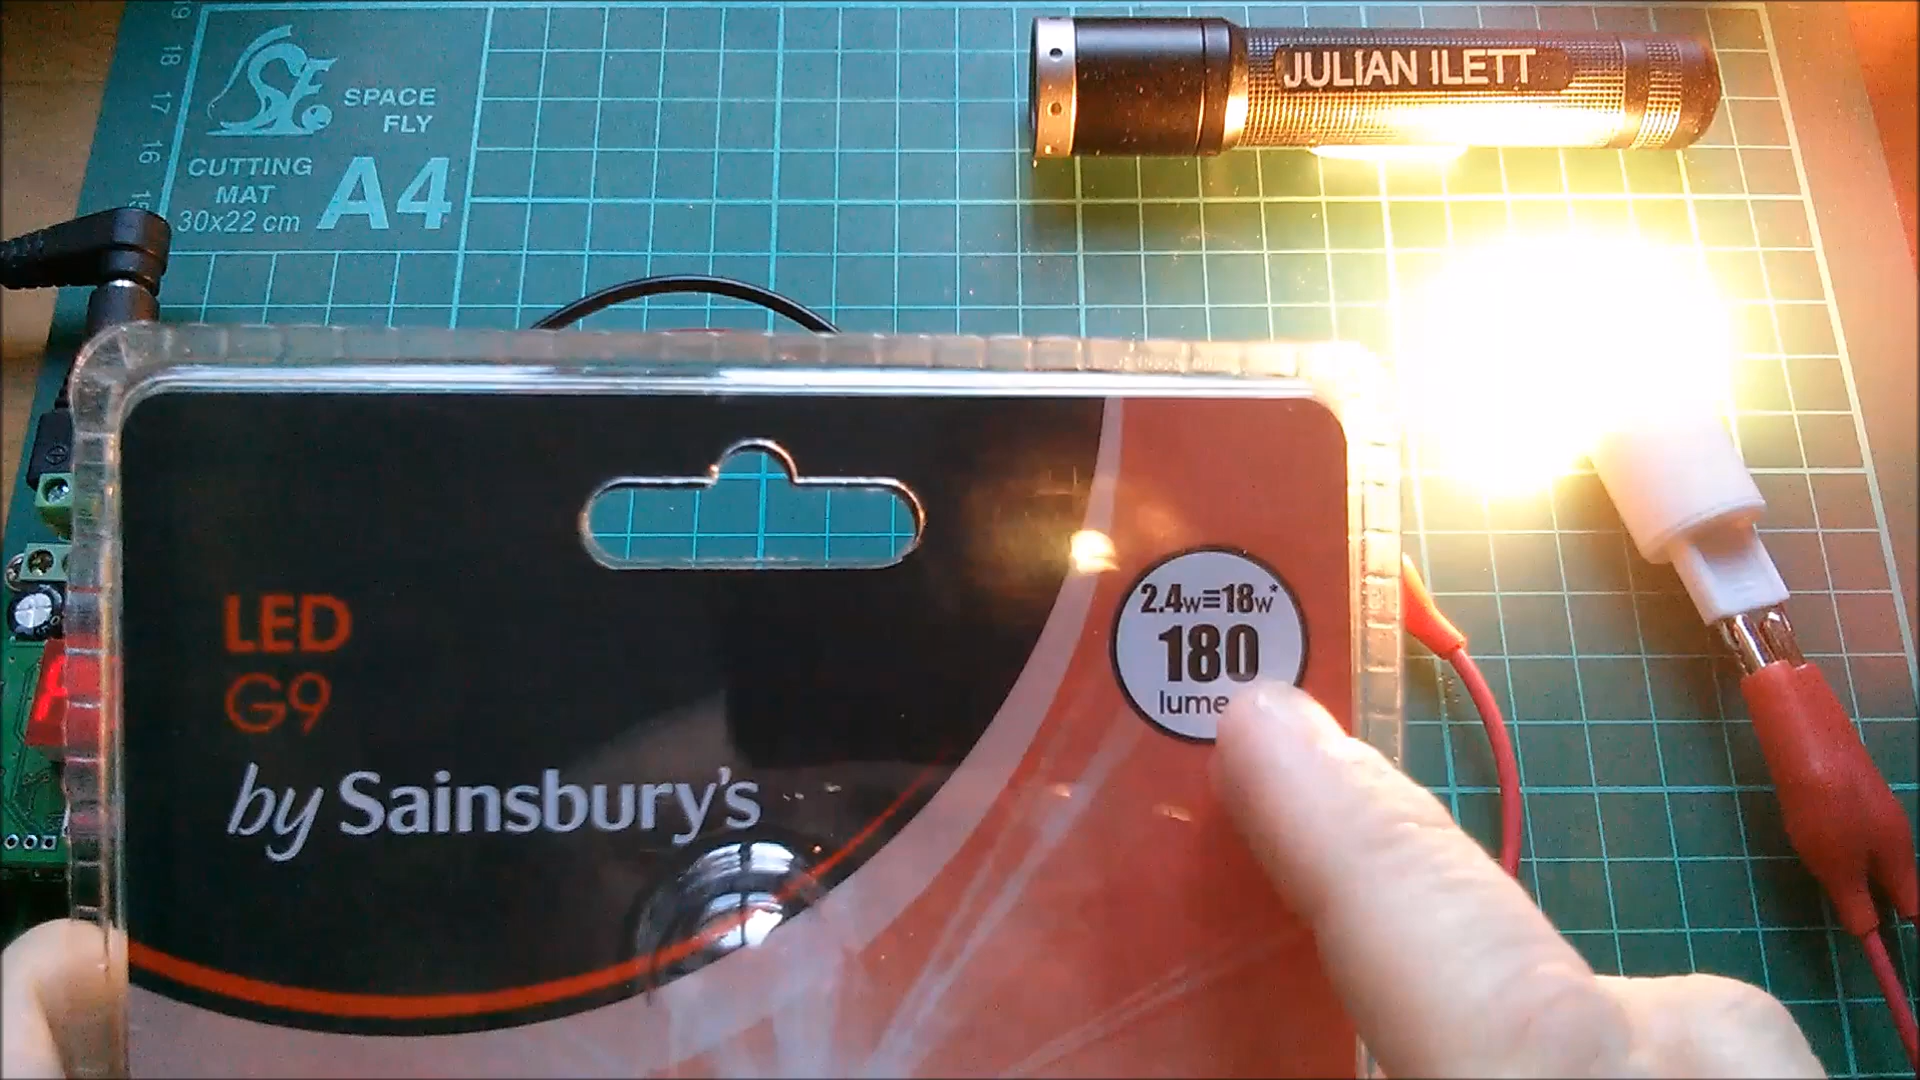 19
18
17
16
15
SPACE
FLY
CUTTING
MAT
30x22 cm
A4
JULIAN ILETT
LED
G9
by Sainsbury's
2.4w≡18w*
180
lume